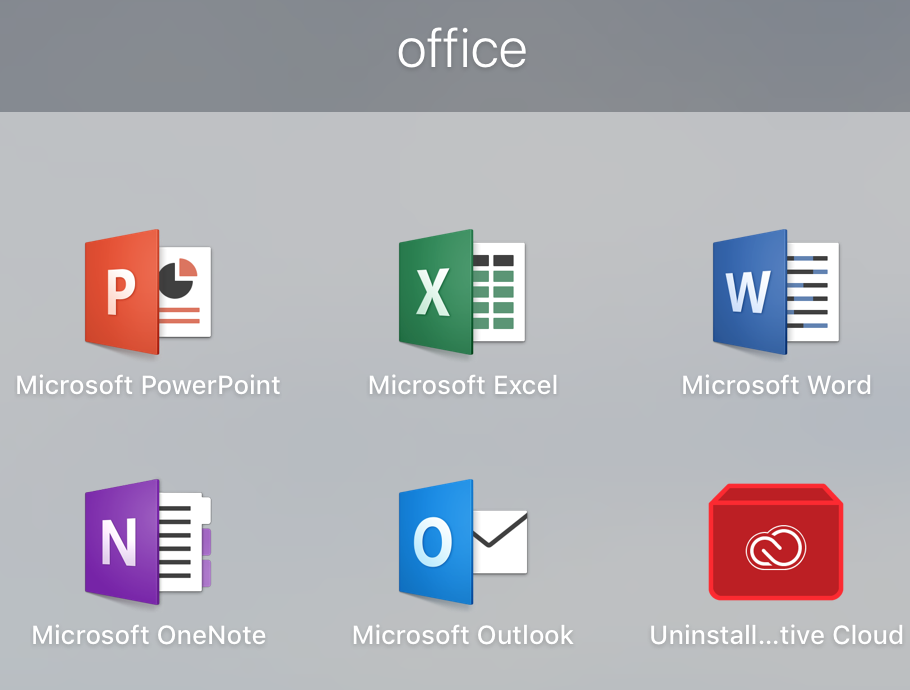 office
P
X
W
Microsoft PowerPoint
Microsoft Excel
Microsoft Word
N
O
Microsoft OneNote
Microsoft Outlook
Uninstall...tive Cloud